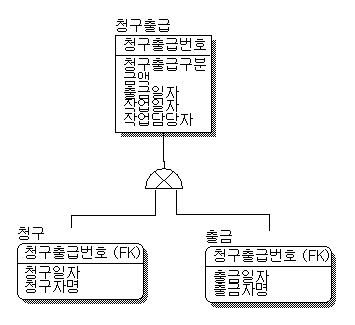 청구출급
청구출급번호
청구출급구분
금액
출금일자
작업일자
작업담당자
청구
청구출급번호 (FK)
청구일자
청구자명
출금
청구출급번호 (FK)
출금일자
출금자명